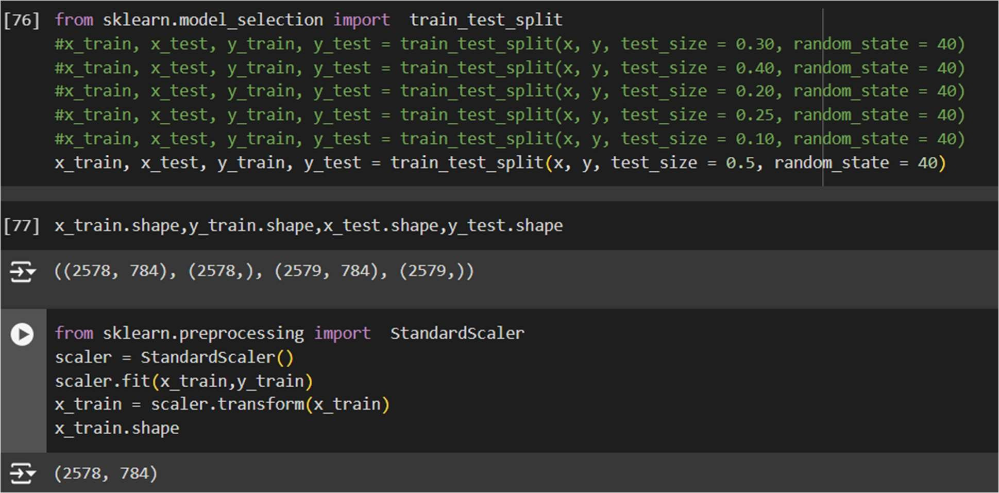 [76] from sklearn.model_selection import  train_test_split
#x_train, x_test, y_train, y_test = train_test_split(x, y, test_size = 0.30, random_state = 40)
#x_train, x_test, y_train, y_test = train_test_split(x, y, test_size = 0.40, random_state = 40)
#x_train, x_test, y_train, y_test = train_test_split(x, y, test_size = 0.20, random_state = 40)
#x_train, x_test, y_train, y_test = train_test_split(x, y, test_size = 0.25, random_state = 40)
#x_train, x_test, y_train, y_test = train_test_split(x, y, test_size = 0.10, random_state = 40)
x_train, x_test, y_train, y_test = train_test_split(x, y, test_size = 0.5, random_state = 40)
[77] x_train.shape,y_train.shape,x_test.shape,y_test.shape
((2578, 784), (2578,), (2579, 784), (2579,))
from sklearn.preprocessing import  StandardScaler
scaler = StandardScaler()
scaler.fit(x_train,y_train)
x_train = scaler.transform(x_train)
x_train.shape
(2578, 784)